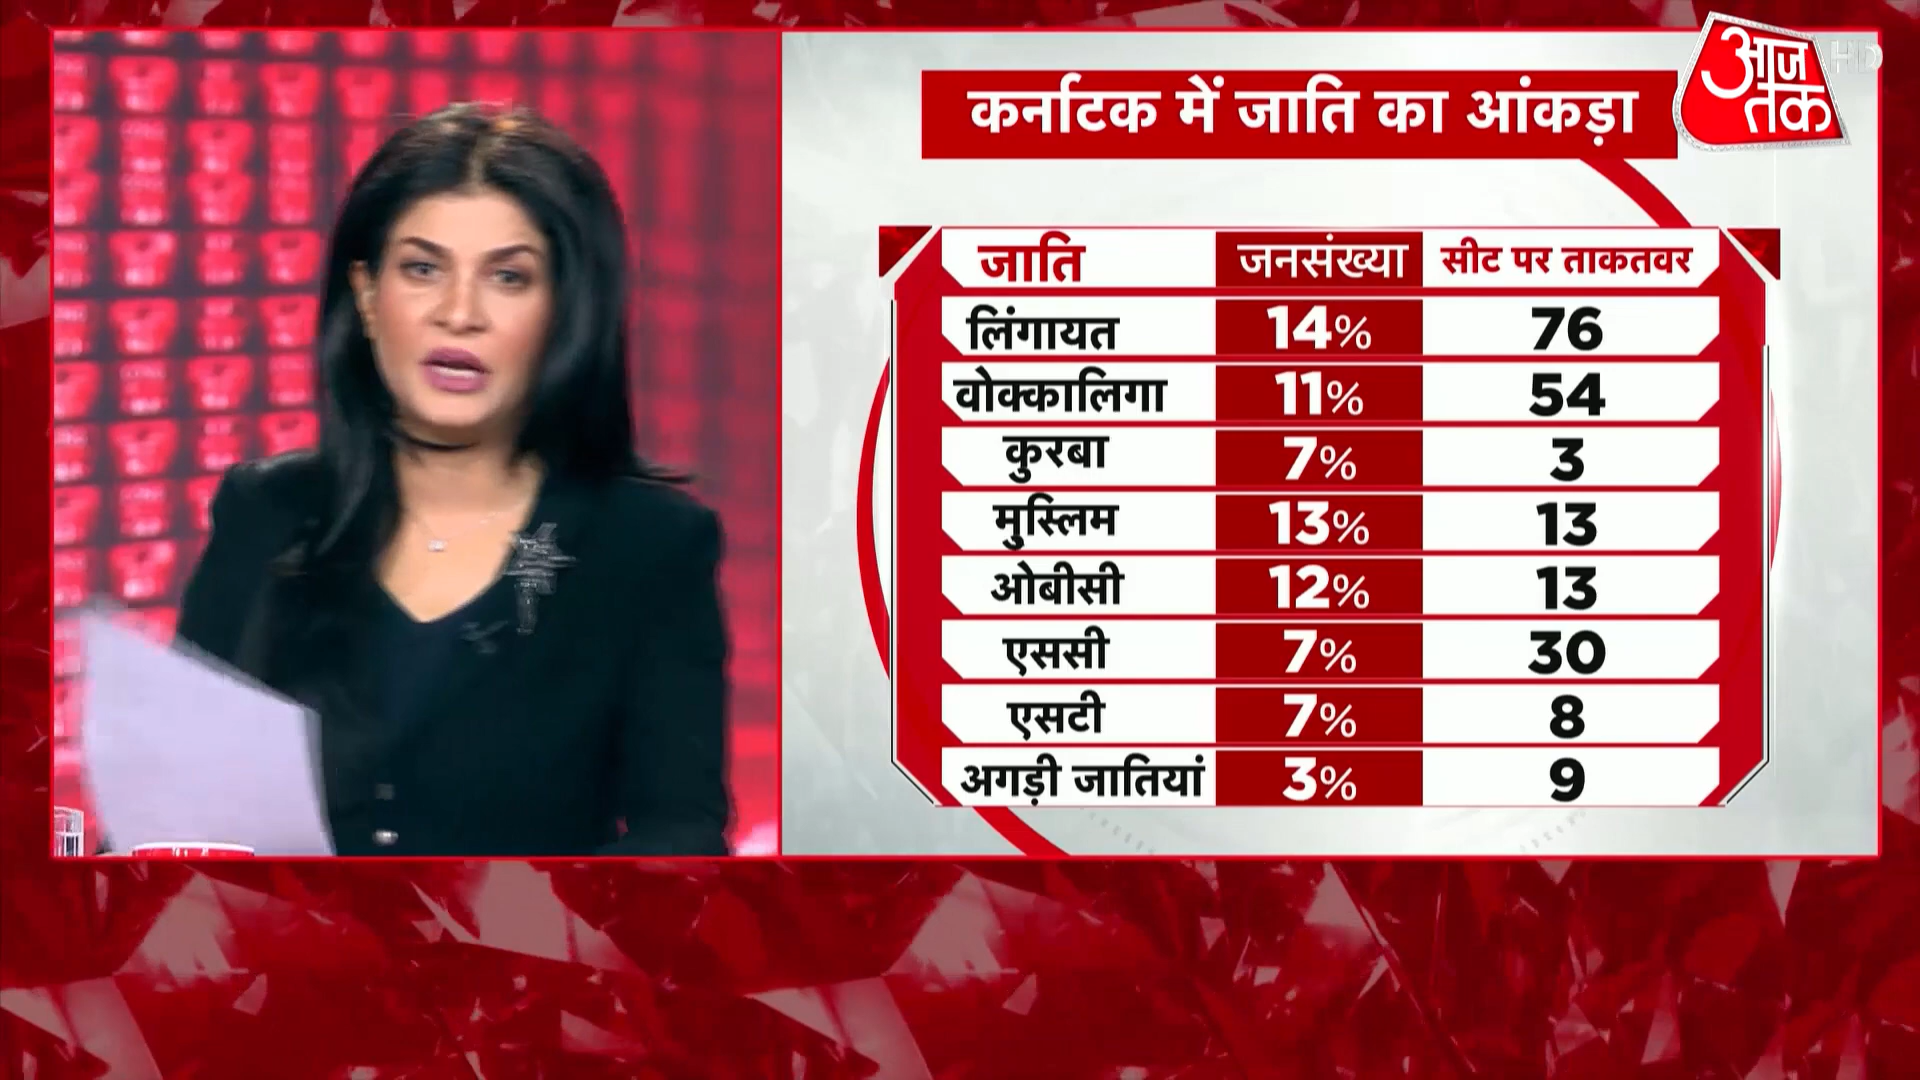 आज
तक
HD
कर्नाटक में जाति का आंकड़ा
जाति जनसंख्या सीट पर ताकतवर
लिंगायत 14% 76
वोक्कालिगा 11% 54
कुरबा 7% 3
मुस्लिम 13% 13
ओबीसी 12% 13
एससी 7% 30
एसटी 7% 8
अगड़ी जातियां 3% 9